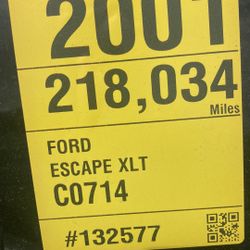 2001
218,034
Miles
FORD
ESCAPE XLT
C0714
#132577